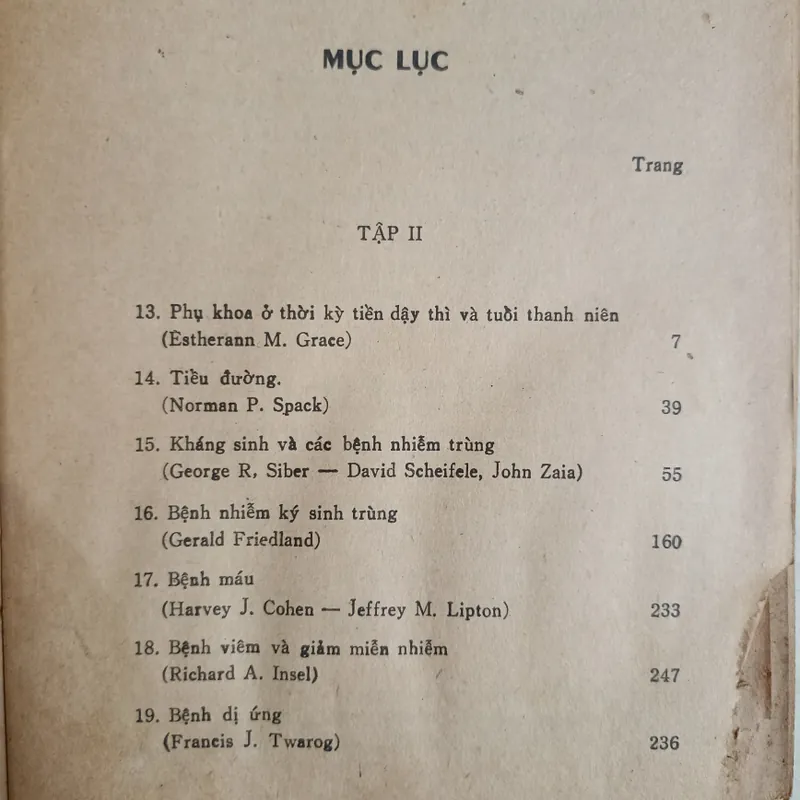 MỤC LỤC
Trang
TẬP II
13. Phụ khoa ở thời kỳ tiền dậy thì và tuổi thanh niên
(Estherann M. Grace) 7
14. Tiều đường.
(Norman P. Spack) 39
15. Kháng sinh và các bệnh nhiễm trùng
(George R, Siber — David Scheifele, John Zaia) 55
16. Bệnh nhiễm ký sinh trùng
(Gerald Friedland) 160
17. Bệnh máu
(Harvey J. Cohen — Jeffrey M. Lipton) 233
18. Bệnh viêm và giảm miễn nhiễm
(Richard A. Insel) 247
19. Bệnh dị ứng
(Francis J. Twarog) 236